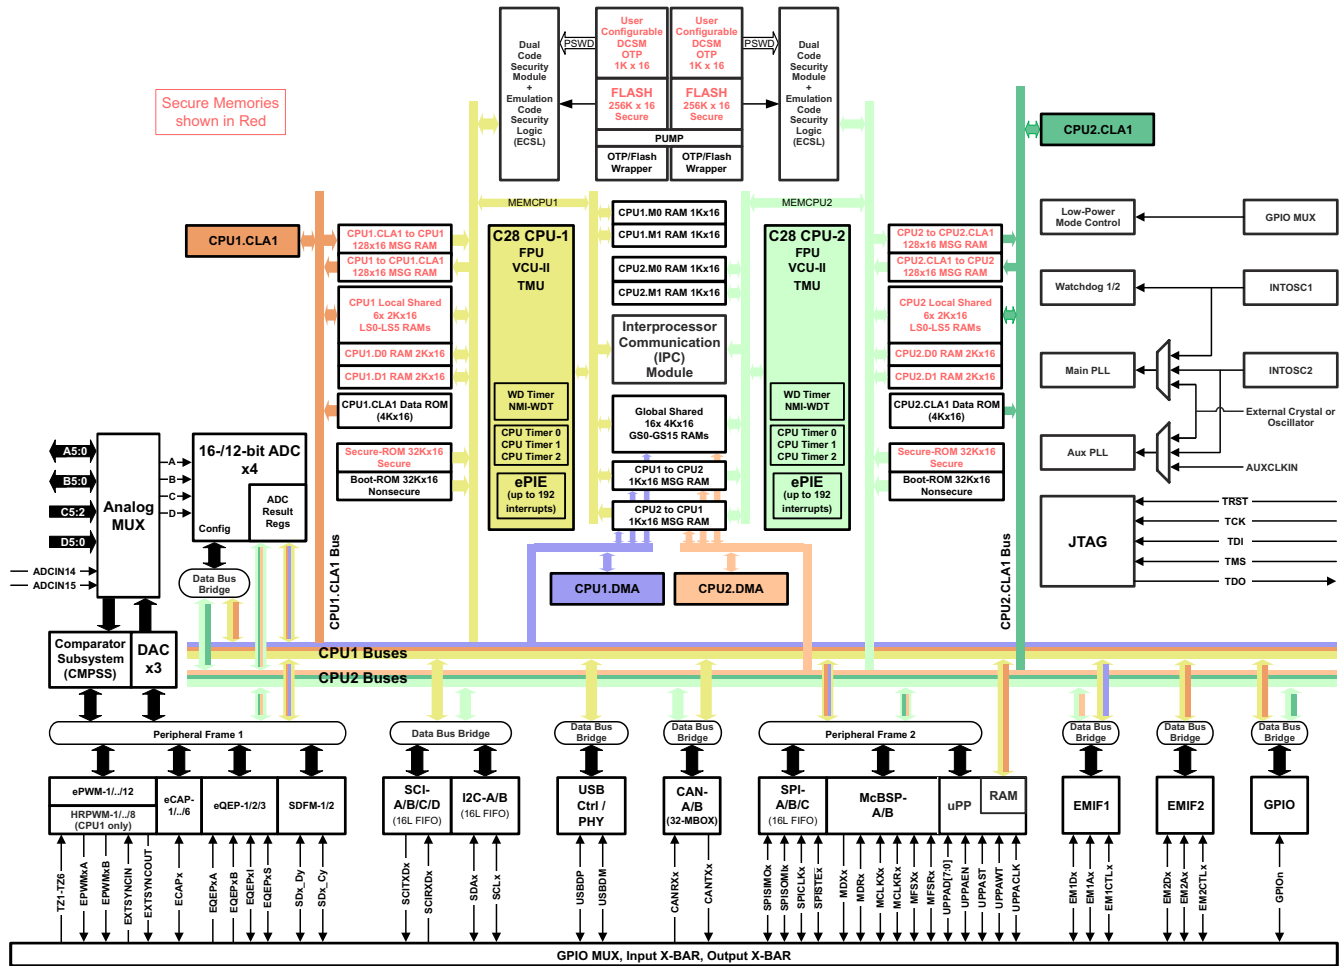 User
Configurable
DCSM
OTP
1K x 16
User
Configurable
DCSM
OTP
1K x 16
PSWD
PSWD
Dual
Code
Security
Module
+
Emulation
Code
Security
Logic
(ECSL)
Dual
Code
Security
Module
+
Emulation
Code
Security
Logic
(ECSL)
FLASH
256K x 16
Secure
FLASH
256K x 16
Secure
PUMP
OTP/Flash
Wrapper
OTP/Flash
Wrapper
Secure Memories
shown in Red
CPU2.CLA1
MEMCPU1
MEMCPU2
CPU1.CLA1
CPU1.CLA1 to CPU1
128x16 MSG RAM
CPU1 to CPU1.CLA1
128x16 MSG RAM
CPU1 Local Shared
6x 2Kx16
LS0-LS5 RAMs
CPU1.D0 RAM 2Kx16
CPU1.D1 RAM 2Kx16
CPU1.CLA1 Data ROM
(4Kx16)
Secure-ROM 32Kx16
Secure
Boot-ROM 32Kx16
Nonsecure
C28 CPU-1
FPU
VCU-II
TMU
WD Timer
NMI-WDT
CPU Timer 0
CPU Timer 1
CPU Timer 2
ePIE
(up to 192
interrupts)
CPU1.M0 RAM 1Kx16
CPU1.M1 RAM 1Kx16
CPU2.M0 RAM 1Kx16
CPU2.M1 RAM 1Kx16
Interprocessor
Communication
(IPC)
Module
Global Shared
16x 4Kx16
GS0-GS15 RAMs
CPU1 to CPU2
1Kx16 MSG RAM
CPU2 to CPU1
1Kx16 MSG RAM
C28 CPU-2
FPU
VCU-II
TMU
WD Timer
NMI-WDT
CPU Timer 0
CPU Timer 1
CPU Timer 2
ePIE
(up to 192
interrupts)
CPU2 to CPU2.CLA1
128x16 MSG RAM
CPU2.CLA1 to CPU2
128x16 MSG RAM
CPU2 Local Shared
6x 2Kx16
LS0-LS5 RAMs
CPU2.D0 RAM 2Kx16
CPU2.D1 RAM 2Kx16
CPU2.CLA1 Data ROM
(4Kx16)
Secure-ROM 32Kx16
Secure
Boot-ROM 32Kx16
Nonsecure
Low-Power
Mode Control
GPIO MUX
Watchdog 1/2
INTOSC1
Main PLL
INTOSC2
External Crystal or
Oscillator
Aux PLL
AUXCLKIN
JTAG
TRST
TCK
TDI
TMS
TDO
A5:0
B5:0
C5:2
D5:0
ADCIN14
ADCIN15
Analog
MUX
A
B
C
D
16-/12-bit ADC
x4
ADC
Result
Regs
Config
Data Bus
Bridge
CPU1.CLA1 Bus
CPU2.CLA1 Bus
CPU1.DMA
CPU2.DMA
Comparator
Subsystem
(CMPSS)
DAC
x3
CPU1 Buses
CPU2 Buses
Peripheral Frame 1
Data Bus Bridge
Data Bus
Bridge
Data Bus
Bridge
Peripheral Frame 2
Data Bus
Bridge
Data Bus
Bridge
Data Bus
Bridge
ePWM-1/../12
HRPWM-1/../8
(CPU1 only)
eCAP-
1/../6
eQEP-1/2/3
SDFM-1/2
SCI-
A/B/C/D
(16L FIFO)
I2C-A/B
(16L FIFO)
USB
Ctrl /
PHY
CAN-
A/B
(32-MBOX)
SPI-
A/B/C
(16L FIFO)
McBSP-
A/B
uPP
RAM
EMIF1
EMIF2
GPIO
TZ1-TZ6
EPWMxA
EPWMxB
EXTSYNCIN
EXTSYNCOUT
ECAPx
EQEPxA
EQEPxB
EQEPxI
EQEPxS
SDx_Dy
SDx_Cy
SCITXDx
SCIRXDx
SDAx
SCLx
USBDP
USBDM
CANRXx
CANTXx
SPISIMOx
SPISOMIx
SPICLKx
SPISTEx
MDXx
MDRx
MCLKXx
MCLKRx
MFSXx
MFSRx
UPPAD[7:0]
UPPAEN
UPPAST
UPPAWT
UPPACLK
EM1Dx
EM1Ax
EM1CTLx
EM2Dx
EM2Ax
EM2CTLx
GPIOn
GPIO MUX, Input X-BAR, Output X-BAR